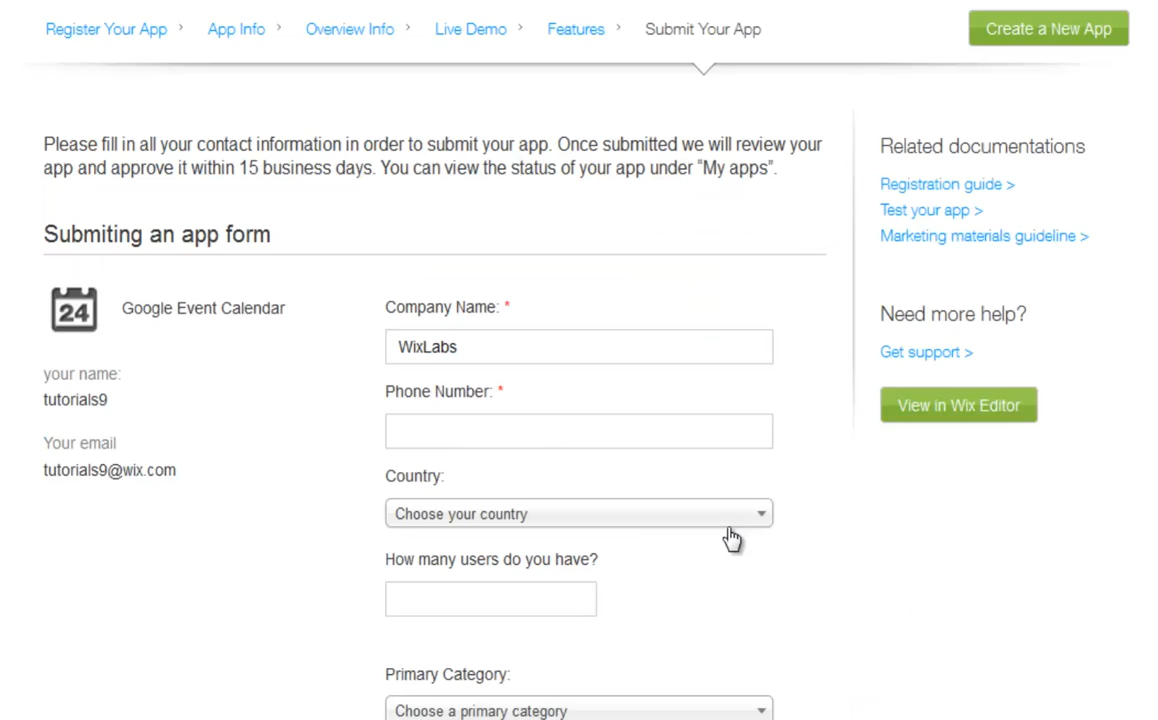 Register Your App > App Info > Overview Info > Live Demo > Features > Submit Your App
Create a New App
Please fill in all your contact information in order to submit your app. Once submitted we will review your
app and approve it within 15 business days. You can view the status of your app under "My apps".
Submiting an app form
24
Google Event Calendar
your name:
tutorials9
Your email
tutorials9@wix.com
Company Name: *
WixLabs
Phone Number: *
Country:
Choose your country
How many users do you have?
Primary Category:
Choose a primary category
Related documentations
Registration guide >
Test your app >
Marketing materials guideline >
Need more help?
Get support >
View in Wix Editor